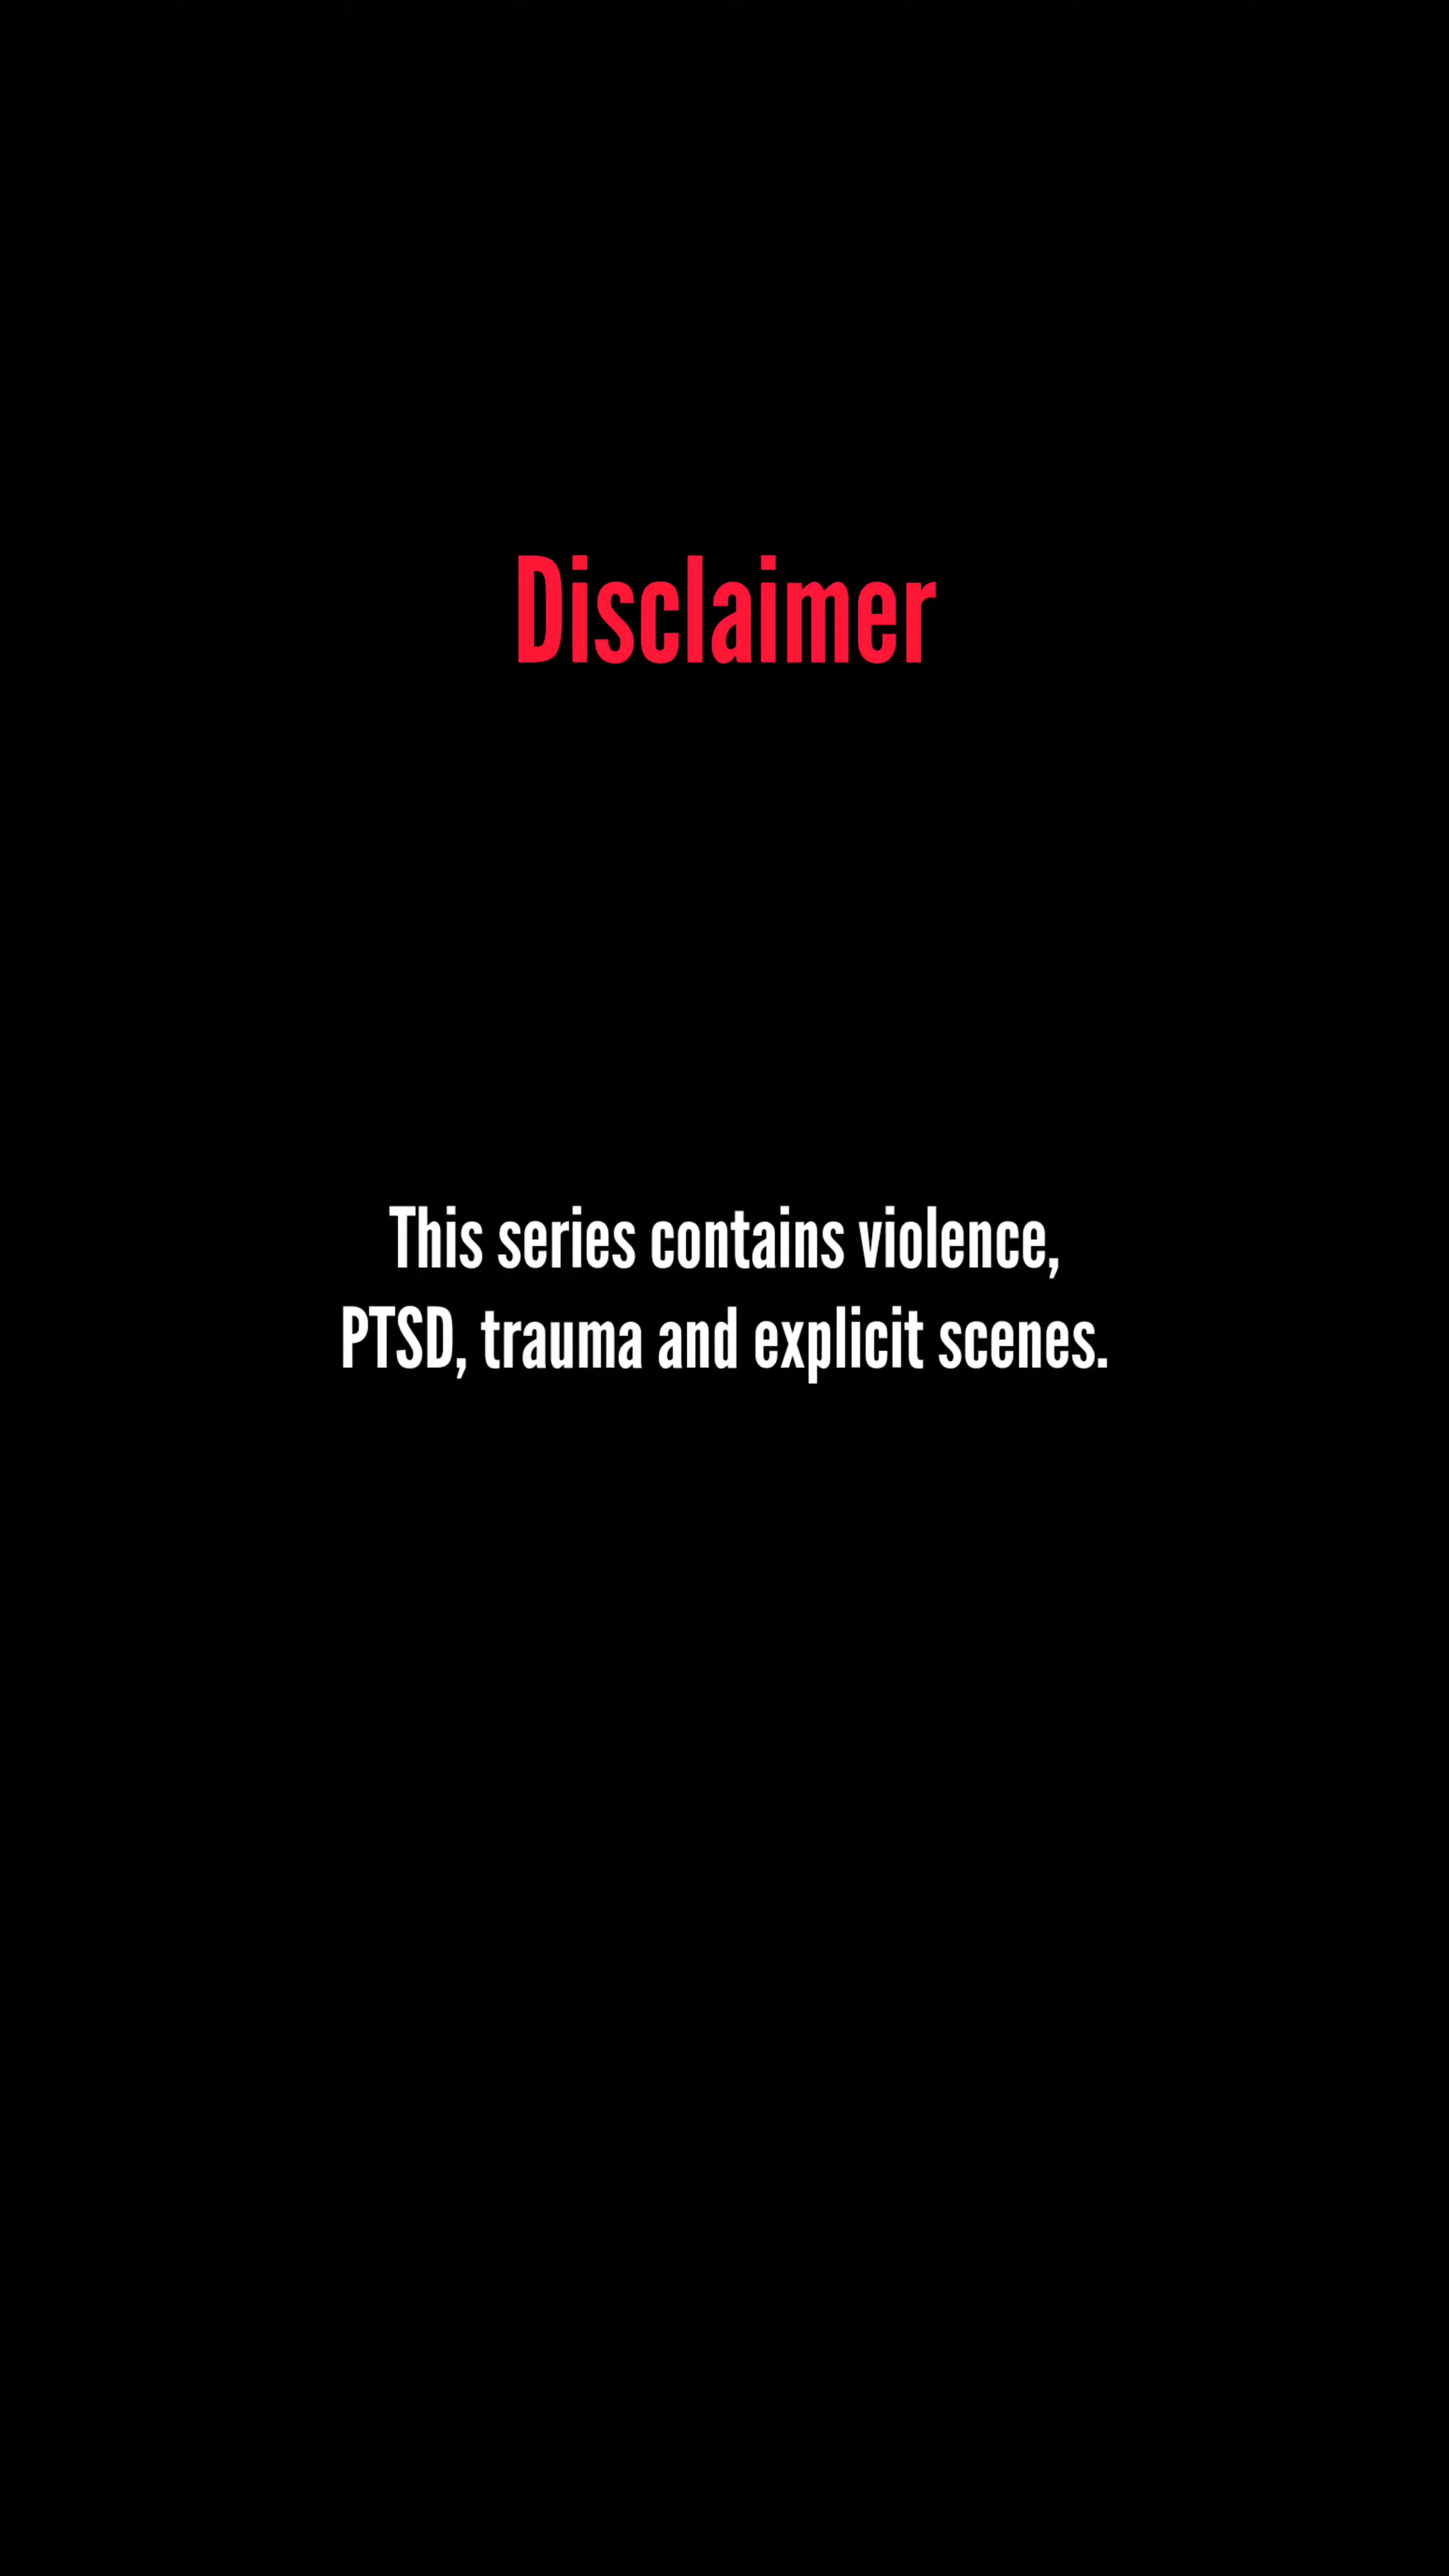 Disclaimer
This series contains violence,
PTSD, trauma and explicit scenes.